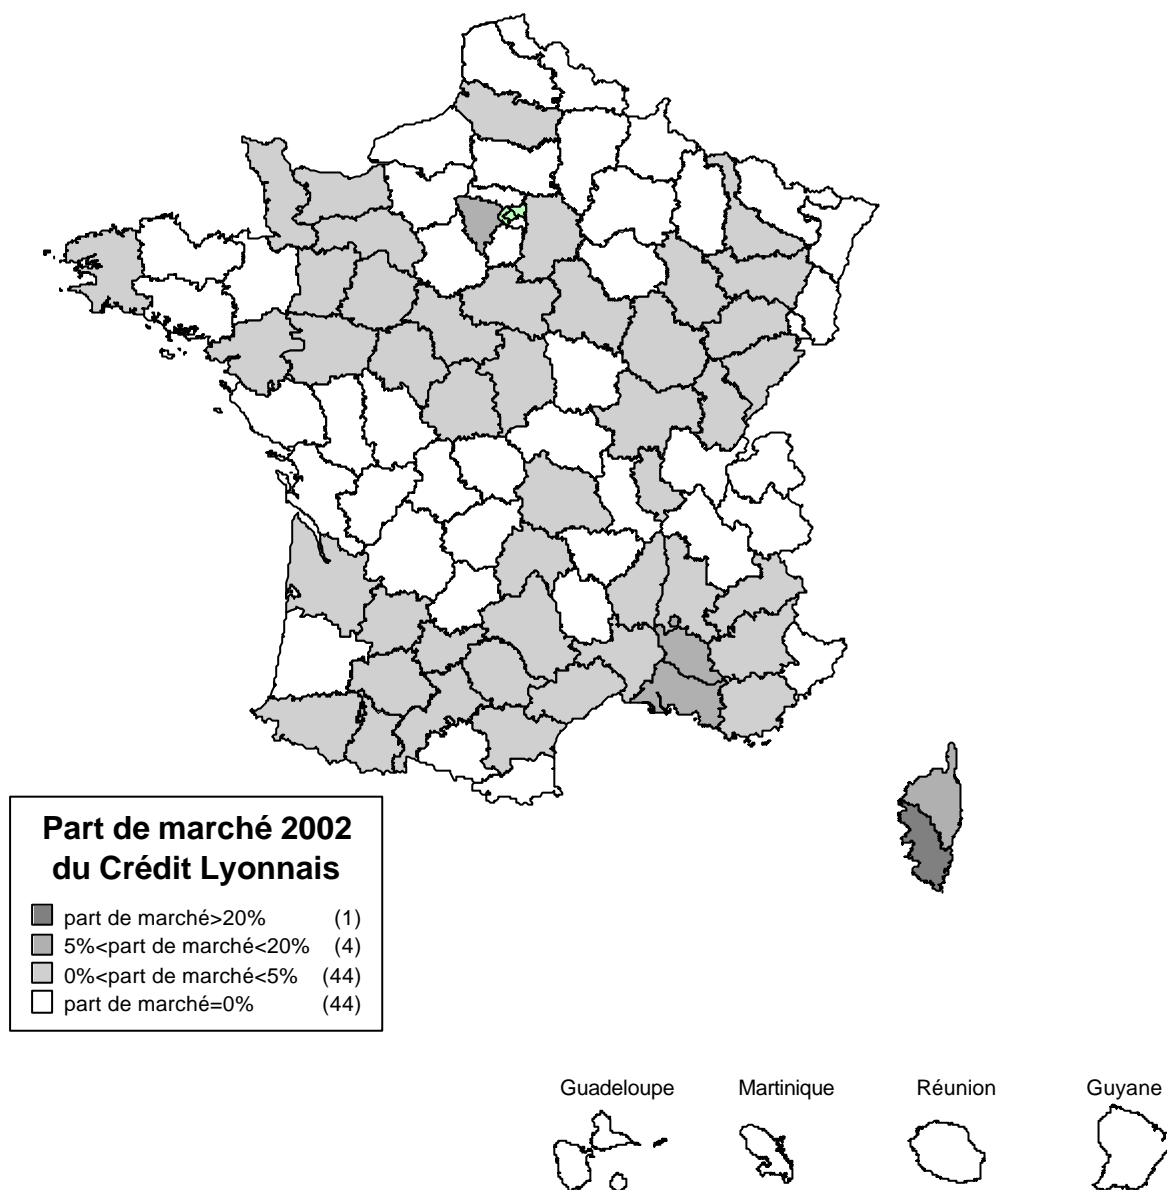 Part de marché 2002
du Crédit Lyonnais
part de marché>20% (1)
5%<part de marché<20% (4)
0%<part de marché<5% (44)
part de marché=0% (44)
Guadeloupe Martinique Réunion Guyane